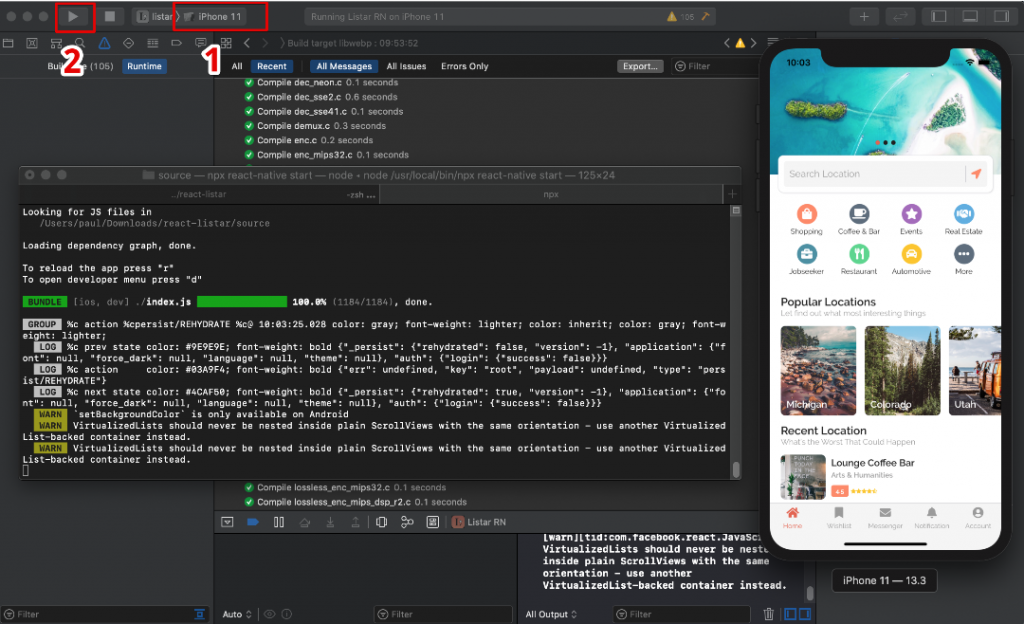 listar
iPhone 11
Running Listar RN on iPhone 11
105
2
1
Build target libwebp : 09:53:52
(105)
Runtime
All
Recent
All Messages
All Issues
Errors Only
Export...
Filter
Compile dec_neon.c 0.1 seconds
Compile dec_sse2.c 0.6 seconds
Compile dec_sse41.c 0.1 seconds
Compile demux.c 0.3 seconds
Compile enc.c 0.2 seconds
Compile enc_mips32.c 0.1 seconds
source — npx react-native start — node • node /usr/local/bin/npx react-native start — 125×24
../react-listar
-zsh ...
npx
Looking for JS files in
/Users/paul/Downloads/react-listar/source
Loading dependency graph, done.
To reload the app press "r"
To open developer menu press "d"
BUNDLE [ios, dev] ./index.js 100.0% (1184/1184), done.
GROUP %c action %cpersist/REHYDRATE %c@ 10:03:25.028 color: gray; font-weight: lighter; color: inherit; color: gray; font-w
eight: lighter;
LOG %c prev state color: #9E9E9E; font-weight: bold {"_persist": {"rehydrated": false, "version": -1}, "application": {"f
ont": null, "force_dark": null, "language": null, "theme": null}, "auth": {"login": {"success": false}}}
LOG %c action color: #03A9F4; font-weight: bold {"err": undefined, "key": "root", "payload": undefined, "type": "pers
ist/REHYDRATE"}
LOG %c next state color: #4CAF50; font-weight: bold {"_persist": {"rehydrated": true, "version": -1}, "application": {"fo
nt": null, "force_dark": null, "language": null, "theme": null}, "auth": {"login": {"success": false}}}
WARN `setBackgroundColor` is only available on Android
WARN VirtualizedLists should never be nested inside plain ScrollViews with the same orientation - use another Virtualized
List-backed container instead.
WARN VirtualizedLists should never be nested inside plain ScrollViews with the same orientation - use another Virtualized
List-backed container instead.
Compile lossless_enc_mips32.c 0.1 seconds
Compile lossless_enc_mips_dsp_r2.c 0.1 seconds
Listar RN
[warn][tid:com.facebook.react.JavaScri
VirtualizedLists should never be neste
inside plain ScrollViews with the same
orientation - use another
VirtualizedList-backed container instead.
Filter
Auto
Filter
All Output
Filter
10:03
Search Location
Shopping
Coffee & Bar
Events
Real Estate
Jobseeker
Restaurant
Automotive
More
Popular Locations
Let find out what most interesting things
Michigan
Colorado
Utah
Recent Location
What's the Worst That Could Happen
PUNCH
TODAY
IN THE
FACE
Lounge Coffee Bar
Arts & Humanities
4.5
Home
Wishlist
Messenger
Notification
Account
iPhone 11 — 13.3